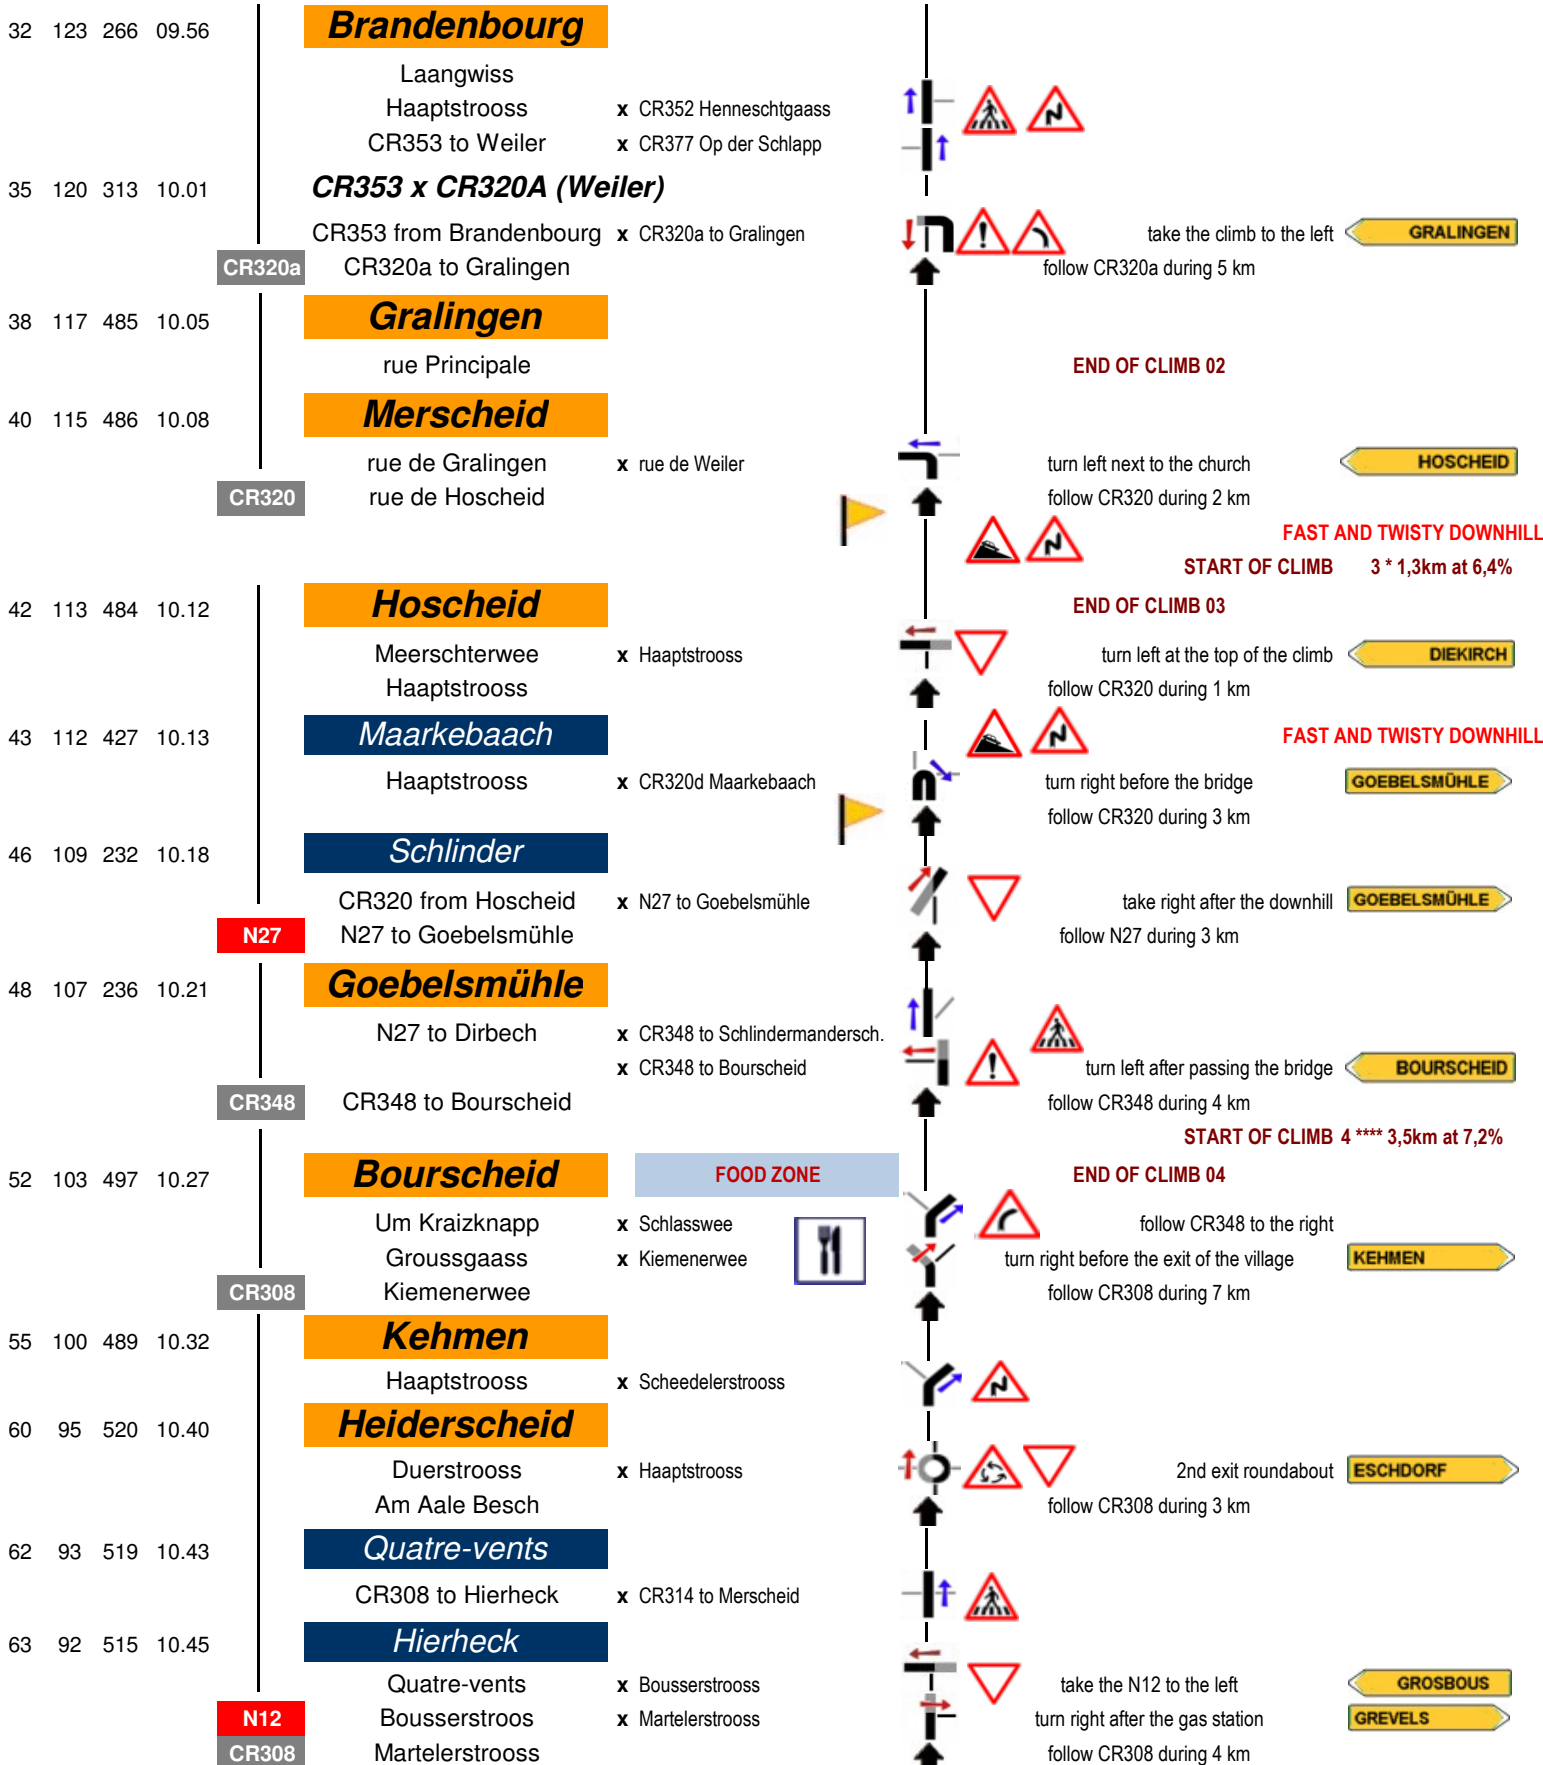 32 123 266 09.56 Brandenbourg
Laangwiss
Haaptstrooss x CR352 Henneschtgaass
CR353 to Weiler x CR377 Op der Schlapp
35 120 313 10.01 CR353 x CR320A (Weiler)
CR353 from Brandenbourg x CR320a to Gralingen take the climb to the left GRALINGEN
CR320a CR320a to Gralingen follow CR320a during 5 km
38 117 485 10.05 Gralingen
rue Principale END OF CLIMB 02
40 115 486 10.08 Merscheid
rue de Gralingen x rue de Weiler turn left next to the church HOSCHEID
CR320 rue de Hoscheid follow CR320 during 2 km
FAST AND TWISTY DOWNHILL
START OF CLIMB 3 * 1,3km at 6,4%
42 113 484 10.12 Hoscheid END OF CLIMB 03
Meerschterwee x Haaptstrooss turn left at the top of the climb DIEKIRCH
Haaptstrooss follow CR320 during 1 km
43 112 427 10.13 Maarkebaach FAST AND TWISTY DOWNHILL
Haaptstrooss x CR320d Maarkebaach turn right before the bridge GOEBELSMÜHLE
follow CR320 during 3 km
46 109 232 10.18 Schlinder
CR320 from Hoscheid x N27 to Goebelsmühle take right after the downhill GOEBELSMÜHLE
N27 N27 to Goebelsmühle follow N27 during 3 km
48 107 236 10.21 Goebelsmühle
N27 to Dirbech x CR348 to Schlindermandersch.
x CR348 to Bourscheid turn left after passing the bridge BOURSCHEID
CR348 CR348 to Bourscheid follow CR348 during 4 km
START OF CLIMB 4 **** 3,5km at 7,2%
52 103 497 10.27 Bourscheid FOOD ZONE END OF CLIMB 04
Um Kraizknapp x Schlasswee follow CR348 to the right
Groussgaass x Kiemenerwee turn right before the exit of the village KEHMEN
CR308 Kiemenerwee follow CR308 during 7 km
55 100 489 10.32 Kehmen
Haaptstrooss x Scheedelerstrooss
60 95 520 10.40 Heiderscheid
Duerstrooss x Haaptstrooss 2nd exit roundabout ESCHDORF
Am Aale Besch follow CR308 during 3 km
62 93 519 10.43 Quatre-vents
CR308 to Hierheck x CR314 to Merscheid
63 92 515 10.45 Hierheck
Quatre-vents x Bousserstrooss take the N12 to the left GROSBOUS
N12 Bousserstroos x Martelerstrooss turn right after the gas station GREVELS
CR308 Martelerstrooss follow CR308 during 4 km